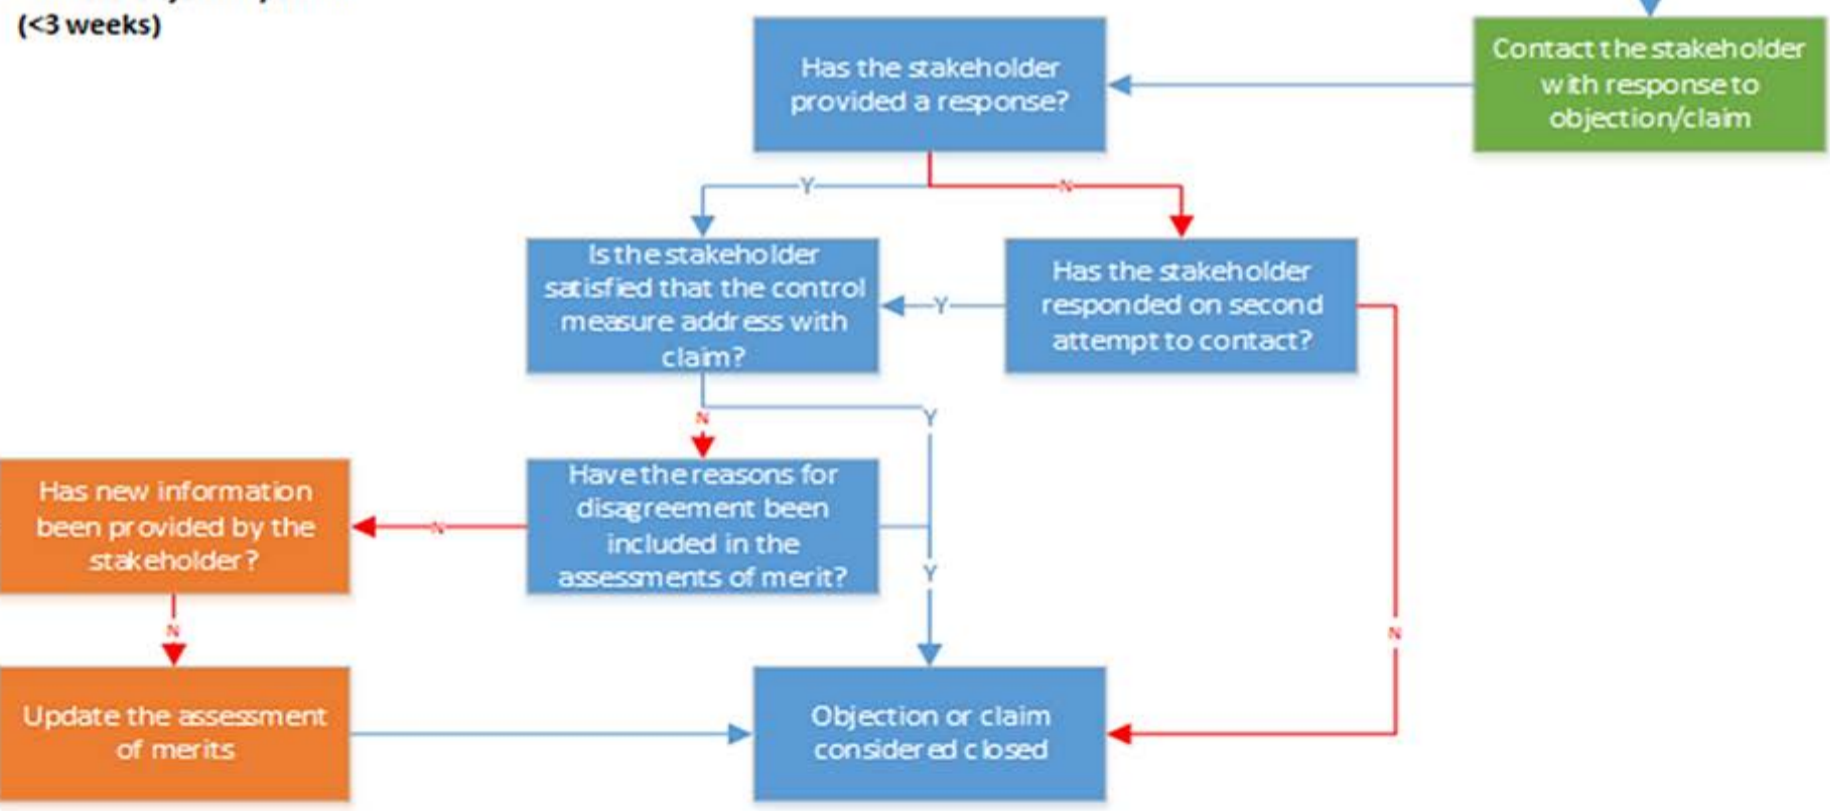 (<3 weeks)
Has the stakeholder
provided a response?
Contact the stakeholder
with response to
objection/claim
Y
N
Is the stakeholder
satisfied that the control
measure address with
claim?
Y
Has the stakeholder
responded on second
attempt to contact?
N
Y
Has new information
been provided by the
stakeholder?
N
Have the reasons for
disagreement been
included in the
assessments of merit?
Y
N
N
Update the assessment
of merits
Objection or claim
considered closed